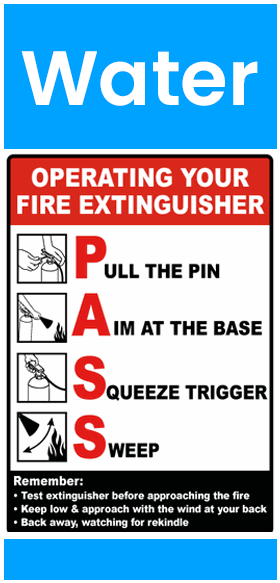 Water
OPERATING YOUR
FIRE EXTINGUISHER
PULL THE PIN
AIM AT THE BASE
SQUEEZE TRIGGER
SWEEP
Remember:
• Test extinguisher before approaching the fire
• Keep low & approach with the wind at your back
• Back away, watching for rekindle